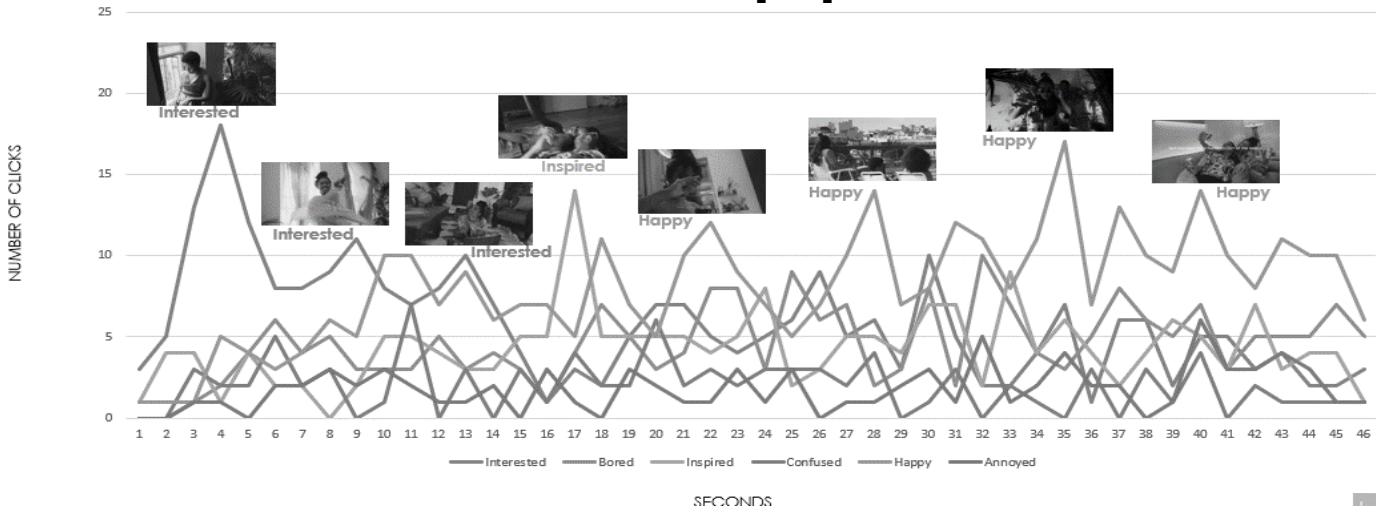 25
20
15
10
5
0
NUMBER OF CLICKS
Interested
Interested
Interested
Inspired
Happy
Happy
Happy
Happy
1 2 3 4 5 6 7 8 9 10 11 12 13 14 15 16 17 18 19 20 21 22 23 24 25 26 27 28 29 30 31 32 33 34 35 36 37 38 39 40 41 42 43 44 45 46
Interested Bored Inspired Confused Happy Annoyed
SECONDS